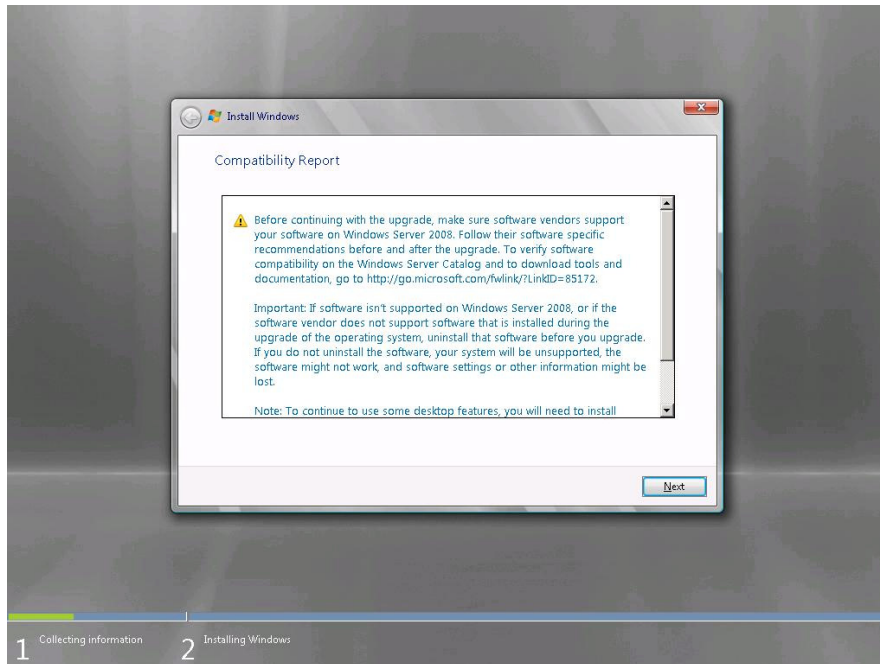 Install Windows
Compatibility Report
Before continuing with the upgrade, make sure software vendors support
your software on Windows Server 2008. Follow their software specific
recommendations before and after the upgrade. To verify software
compatibility on the Windows Server Catalog and to download tools and
documentation, go to http://go.microsoft.com/fwlink/?LinkID=85172.
Important: If software isn't supported on Windows Server 2008, or if the
software vendor does not support software that is installed during the
upgrade of the operating system, uninstall that software before you upgrade.
If you do not uninstall the software, your system will be unsupported, the
software might not work, and software settings or other information might be
lost.
Note: To continue to use some desktop features, you will need to install
Next
1 Collecting information
2 Installing Windows